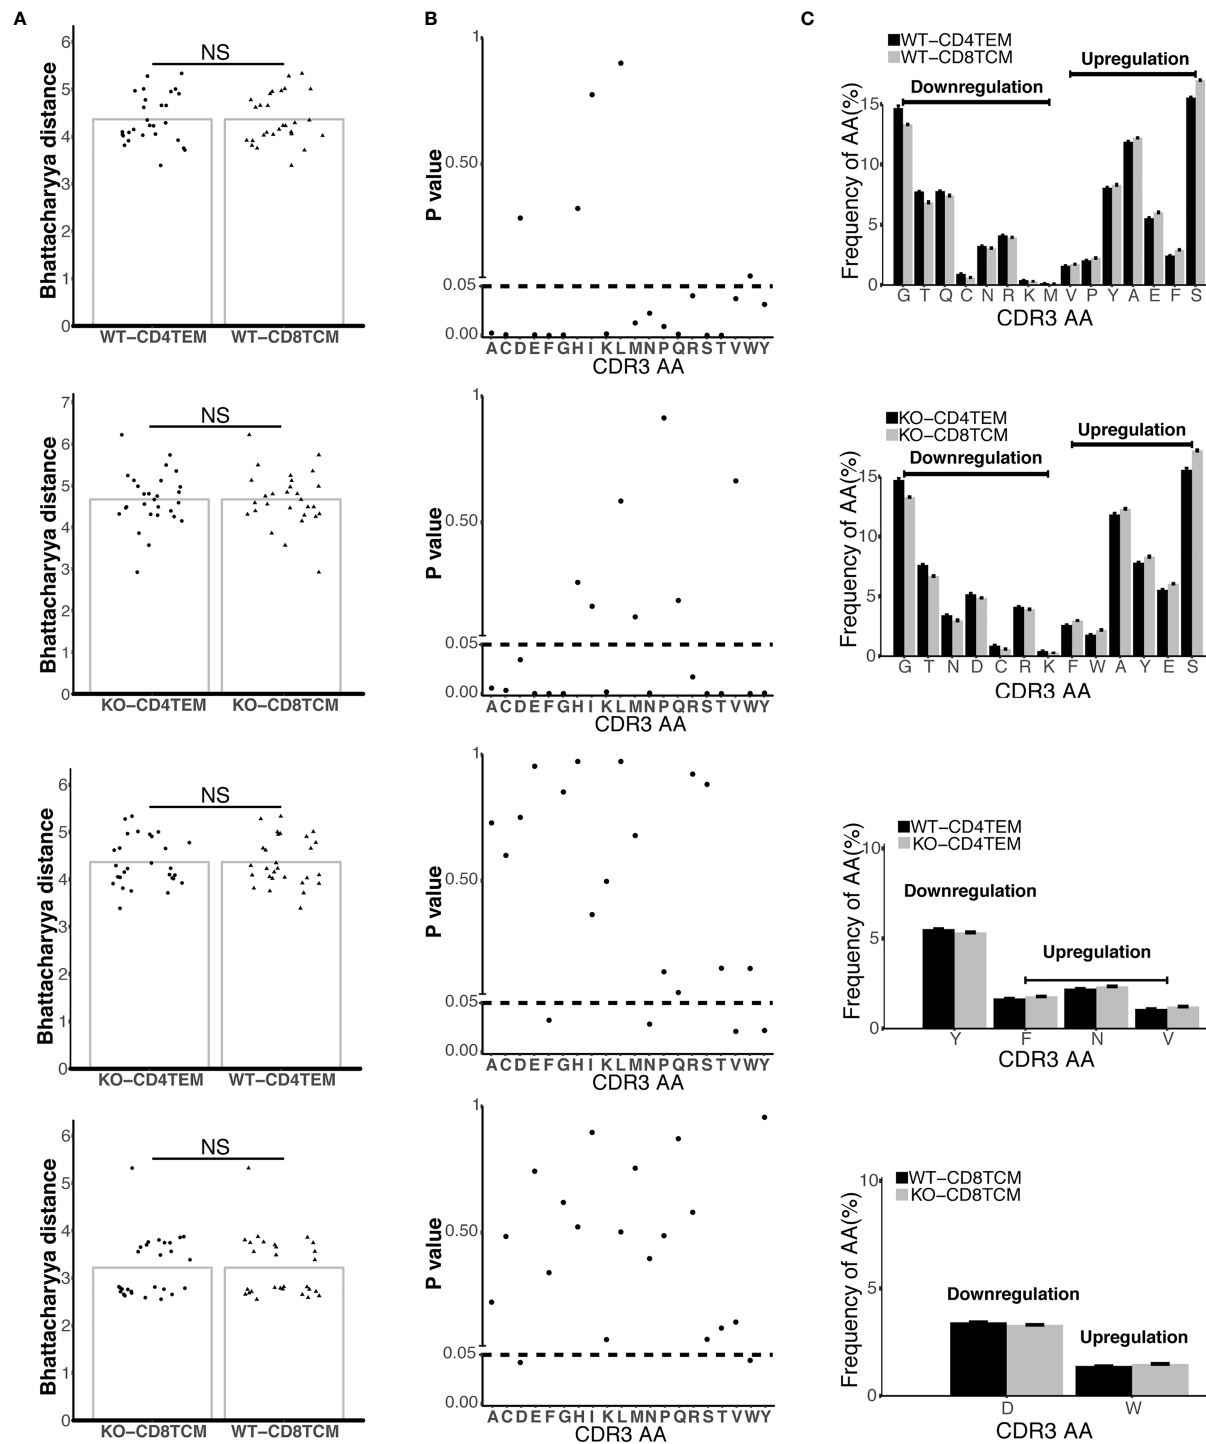 A
B
C
Bhattacharyya distance
6
5
4
3
2
1
0
NS
WT−CD4TEM WT−CD8TCM
P value
1
0.50
0.05
0.00
A C D E F G H I K L M N P Q R S T V W Y
CDR3 AA
WT−CD4TEM
WT−CD8TCM
Upregulation
Downregulation
Frequency of AA(%)
15
10
5
0
G T Q C N R K M V P Y A E F S
CDR3 AA
Bhattacharyya distance
7
6
5
4
3
2
1
0
NS
KO−CD4TEM KO−CD8TCM
P value
1
0.50
0.05
0.00
A C D E F G H I K L M N P Q R S T V W Y
CDR3 AA
KO−CD4TEM
KO−CD8TCM
Upregulation
Downregulation
Frequency of AA(%)
15
10
5
0
G T N D C R K F W A Y E S
CDR3 AA
Bhattacharyya distance
6
5
4
3
2
1
0
NS
KO−CD4TEM WT−CD4TEM
P value
1
0.50
0.05
0.00
A C D E F G H I K L M N P Q R S T V W Y
CDR3 AA
WT−CD4TEM
KO−CD4TEM
Downregulation
Upregulation
Frequency of AA(%)
10
5
0
Y F N V
CDR3 AA
Bhattacharyya distance
6
5
4
3
2
1
0
NS
KO−CD8TCM WT−CD8TCM
P value
1
0.50
0.05
0.00
A C D E F G H I K L M N P Q R S T V W Y
CDR3 AA
WT−CD8TCM
KO−CD8TCM
Downregulation
Upregulation
Frequency of AA(%)
10
5
0
D W
CDR3 AA